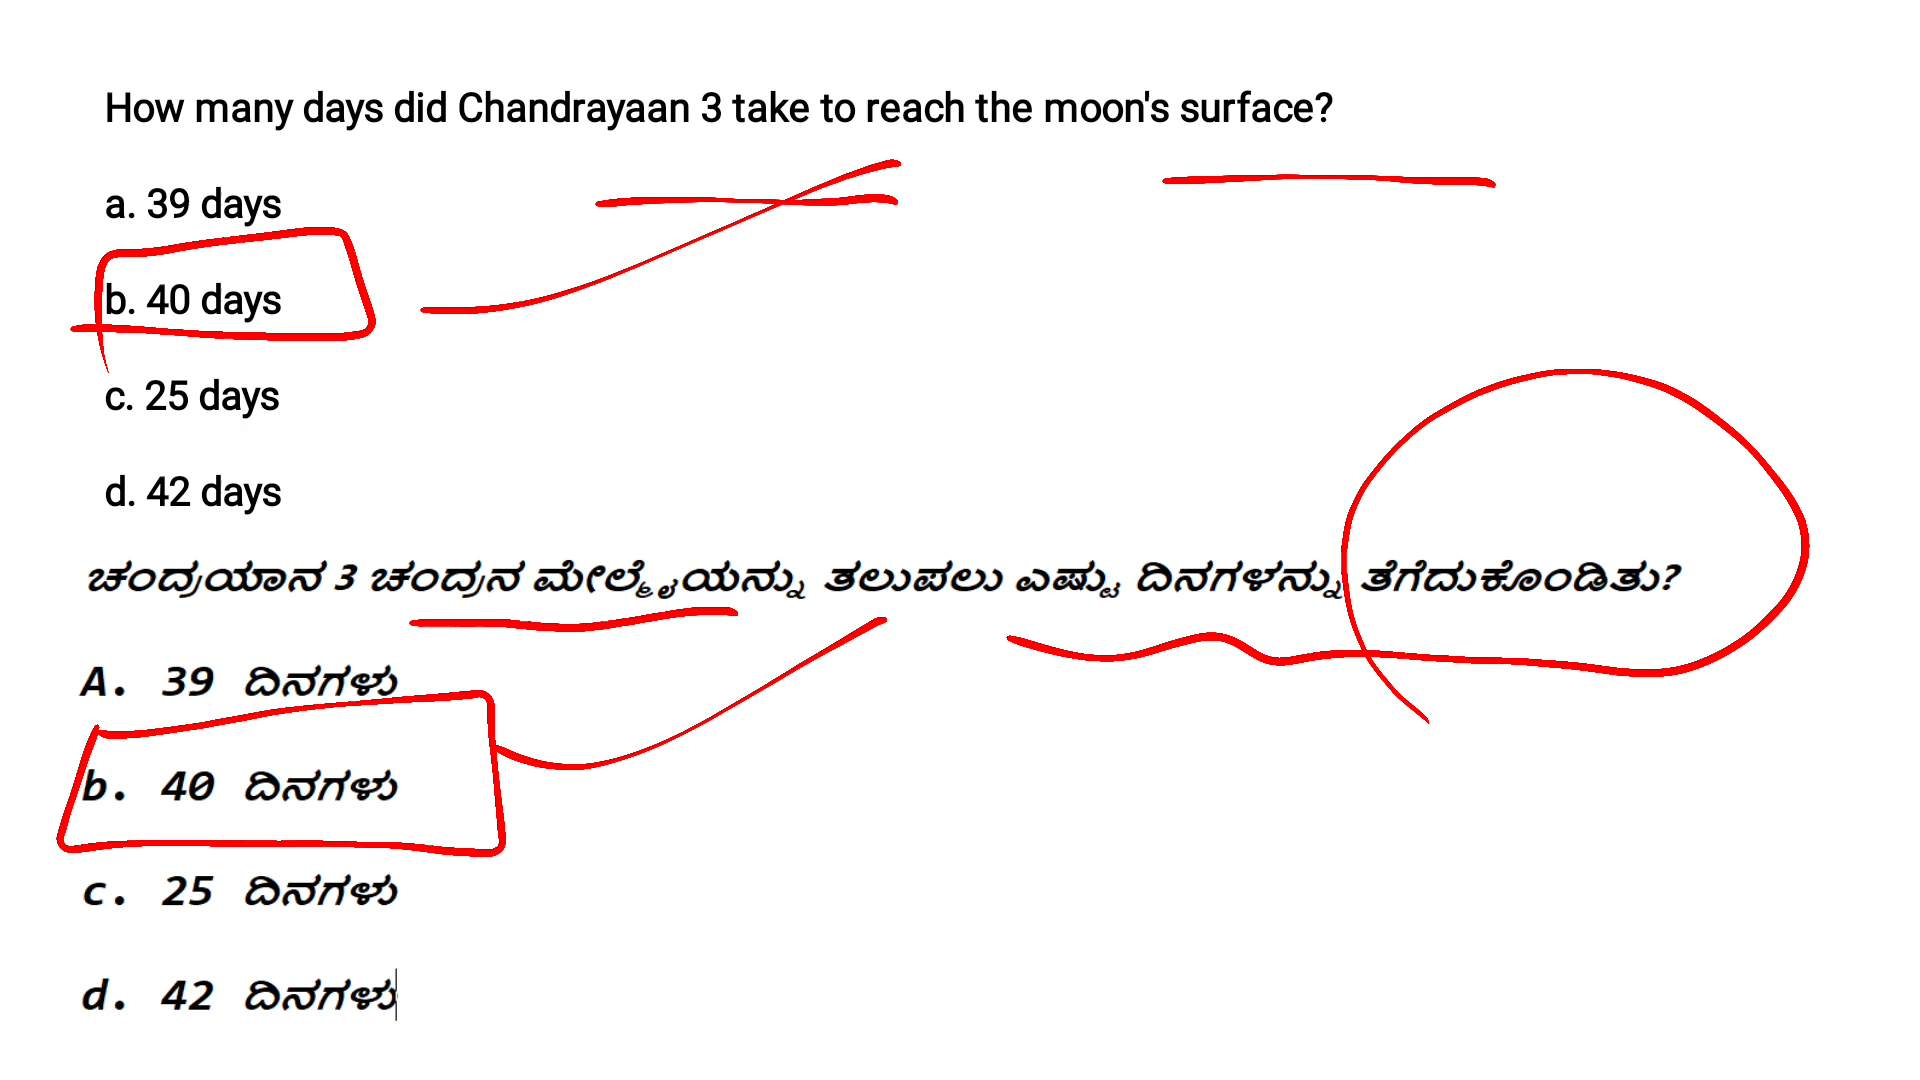 How many days did Chandrayaan 3 take to reach the moon's surface?
a. 39 days
b. 40 days
c. 25 days
d. 42 days
ಚಂದ್ರಯಾನ 3 ಚಂದ್ರನ ಮೇಲ್ಮೈಯನ್ನು ತಲುಪಲು ಎಷ್ಟು ದಿನಗಳನ್ನು ತೆಗೆದುಕೊಂಡಿತು?
A. 39 ದಿನಗಳು
b. 40 ದಿನಗಳು
c. 25 ದಿನಗಳು
d. 42 ದಿನಗಳು